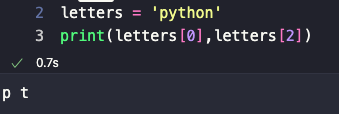 2 letters = 'python'
3 print(letters[0],letters[2])
✓ 0.7s
p t